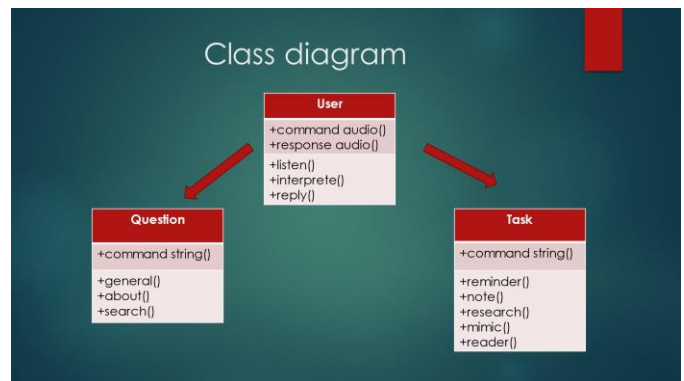 Class diagram
User
+command audio()
+response audio()
+listen()
+interprete()
+reply()
Question
+command string()
+general()
+about()
+search()
Task
+command string()
+reminder()
+note()
+research()
+mimic()
+reader()